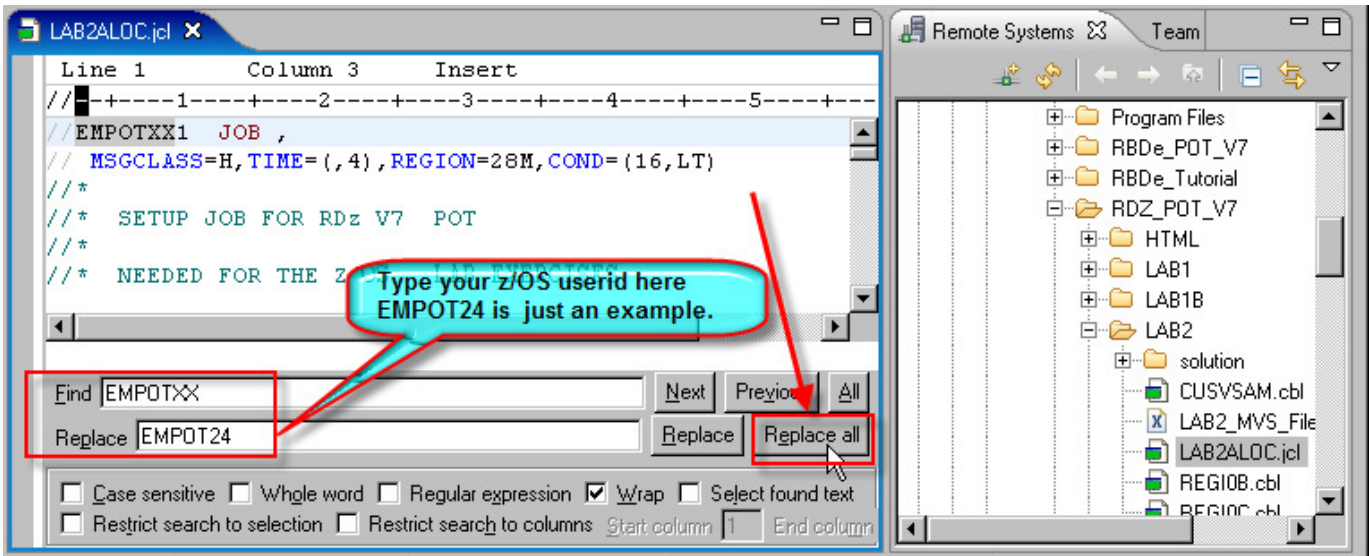 LAB2ALOC.jcl
Line 1 Column 3 Insert
//--+----1----+----2----+----3----+----4----+----5----+---
//EMPOTXX1 JOB ,
// MSGCLASS=H,TIME=(,4),REGION=28M,COND=(16,LT)
//*
//* SETUP JOB FOR RDz V7 POT
//*
//* NEEDED FOR THE Z
Type your z/OS userid here
EMPOT24 is just an example.
Find EMPOTXX
Next Previous All
Replace EMPOT24
Replace Replace all
Case sensitive Whole word Regular expression Wrap Select found text
Restrict search to selection Restrict search to columns Start column 1 End column
Remote Systems Team
Program Files
RBDe_POT_V7
RBDe_Tutorial
RDZ_POT_V7
HTML
LAB1
LAB1B
LAB2
solution
CUSVSAM.cbl
LAB2_MVS_File
LAB2ALOC.jcl
REGI0B.cbl
REGI0C.cbl